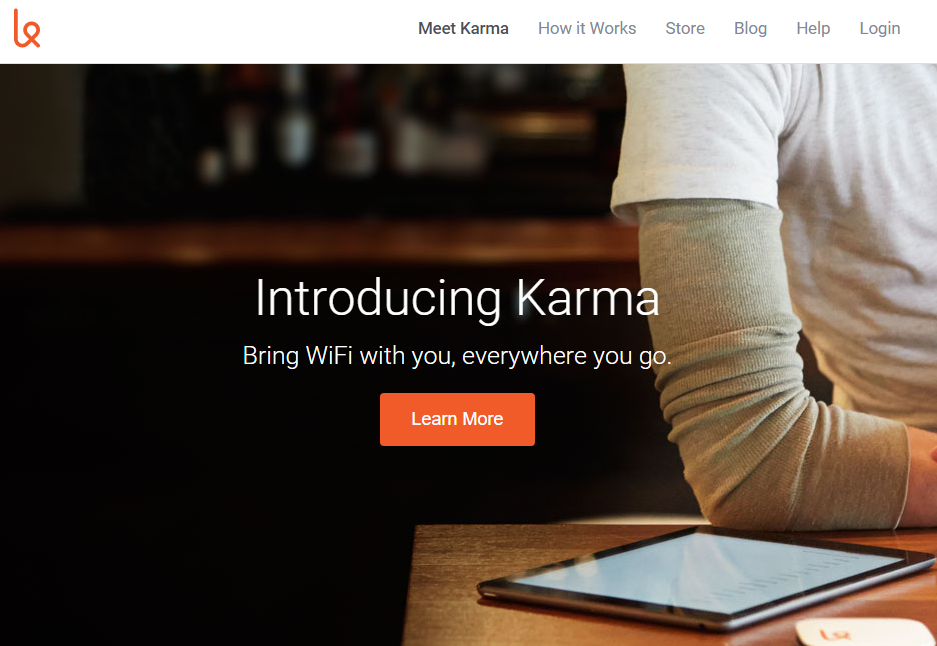 Meet Karma How it Works Store Blog Help Login
Introducing Karma
Bring WiFi with you, everywhere you go.
Learn More